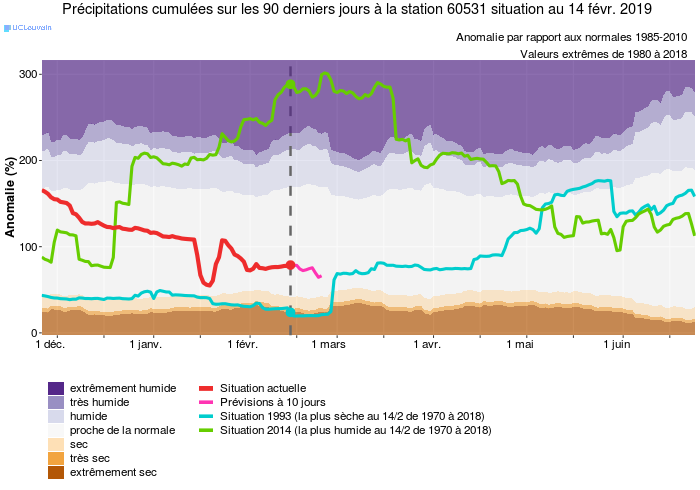 Précipitations cumulées sur les 90 derniers jours à la station 60531 situation au 14 févr. 2019
UCLouvain
Anomalie par rapport aux normales 1985-2010
Valeurs extrêmes de 1980 à 2018
Anomalie (%)
300
200
100
0
1 déc. 1 janv. 1 févr. 1 mars 1 avr. 1 mai 1 juin
extrêmement humide
très humide
humide
proche de la normale
sec
très sec
extrêmement sec
Situation actuelle
Prévisions à 10 jours
Situation 1993 (la plus sèche au 14/2 de 1970 à 2018)
Situation 2014 (la plus humide au 14/2 de 1970 à 2018)